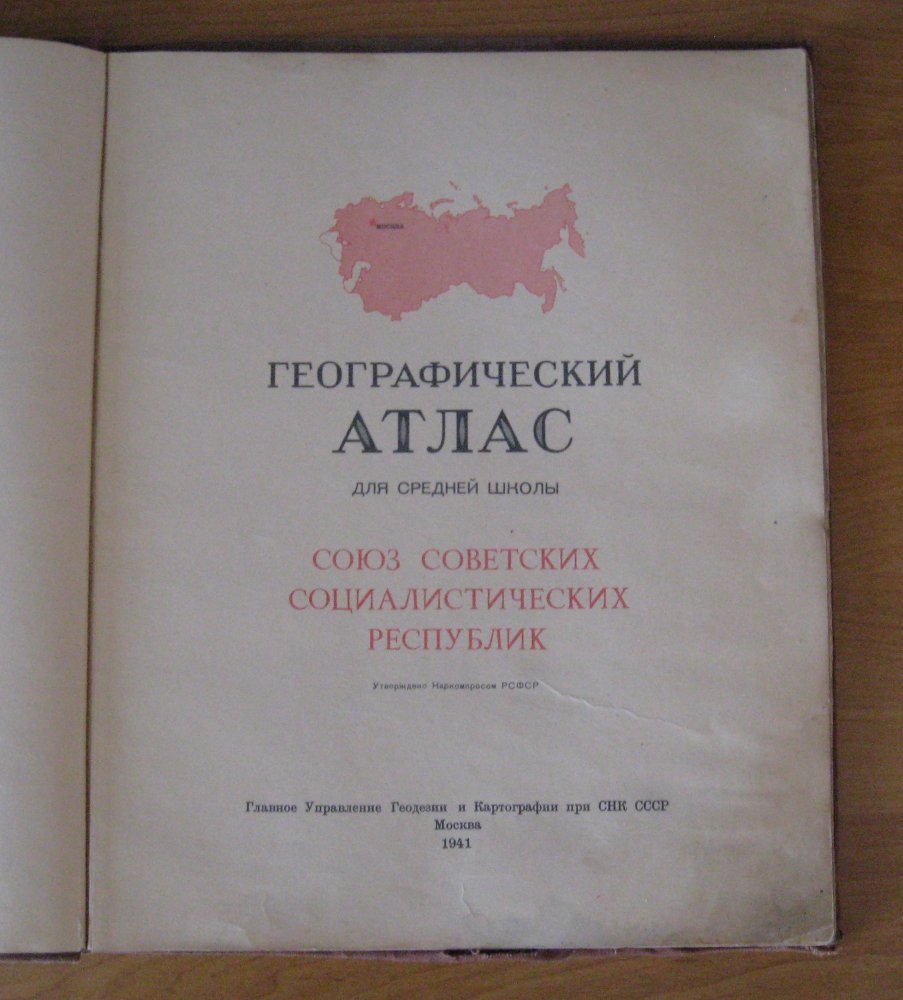 МОСКВА
ГЕОГРАФИЧЕСКИЙ
АТЛАС
ДЛЯ СРЕДНЕЙ ШКОЛЫ
СОЮЗ СОВЕТСКИХ
СОЦИАЛИСТИЧЕСКИХ
РЕСПУБЛИК
Утверждено Наркомпросом РСФСР
Главное Управление Геодезии и Картографии при СНК СССР
Москва
1941